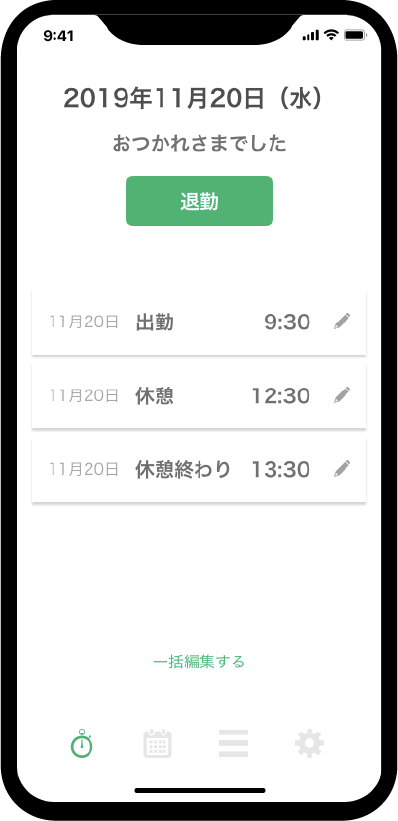 9:41
2019年11月20日（水）
おつかれさまでした
退勤
11月20日 出勤 9:30
11月20日 休憩 12:30
11月20日 休憩終わり 13:30
一括編集する